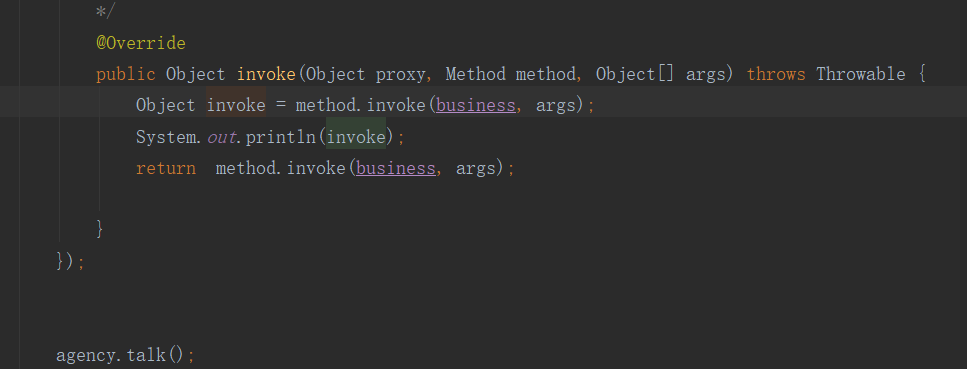 */
@Override
public Object invoke(Object proxy, Method method, Object[] args) throws Throwable {
Object invoke = method.invoke(business, args);
System.out.println(invoke);
return  method.invoke(business, args);
}
});
agency.talk();